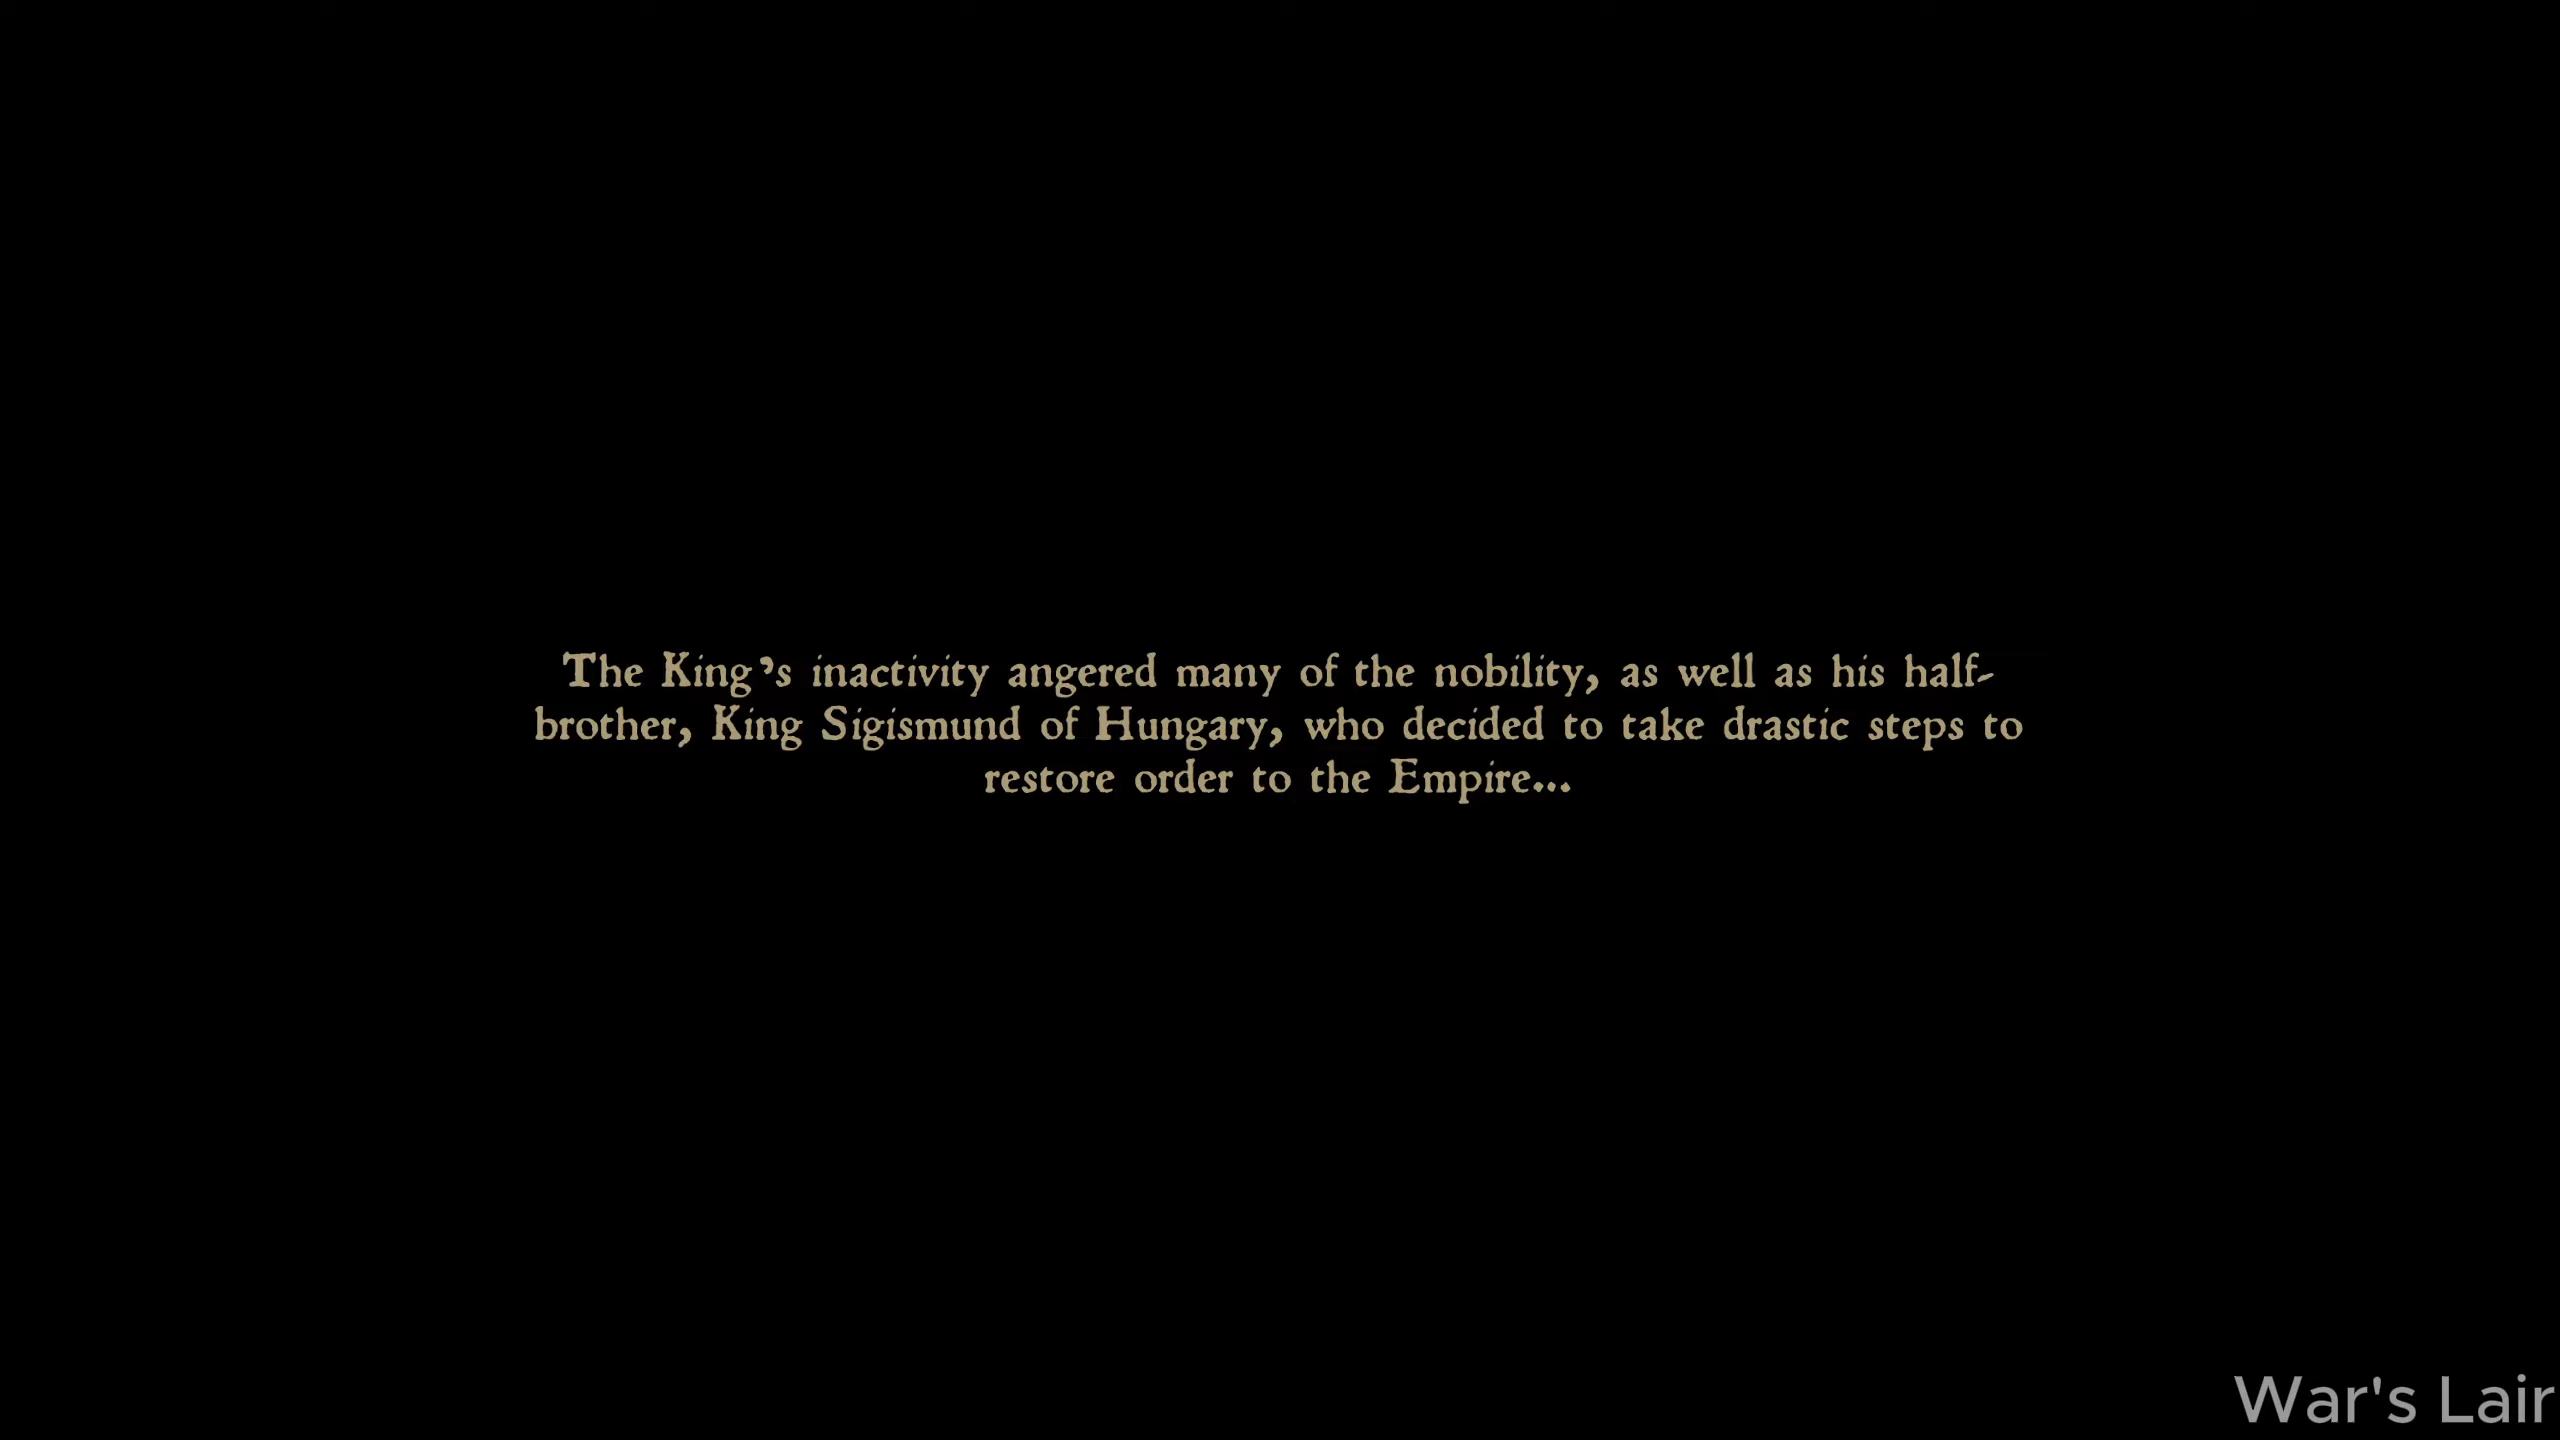 The King's inactivity angered many of the nobility, as well as his half-
brother, King Sigismund of Hungary, who decided to take drastic steps to
restore order to the Empire...
War's Lair